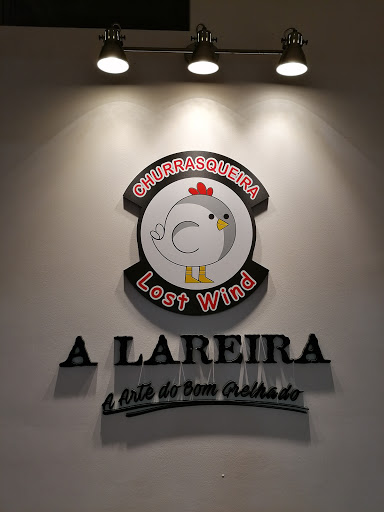 CHURRASQUEIRA
Lost Wind
A LAREIRA
A Arte do Bom Grelhado